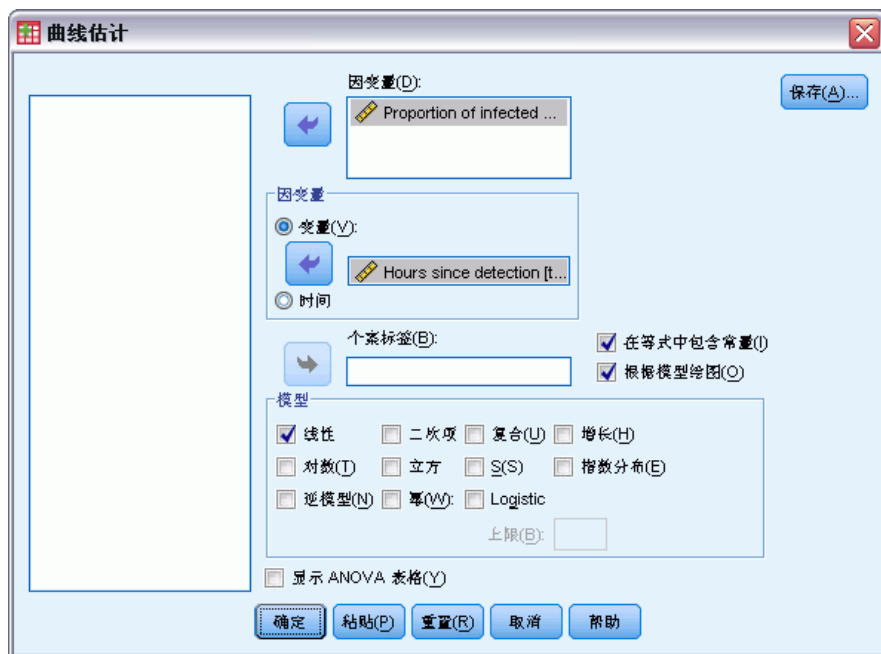 曲线估计
因变量(D):
保存(A)...
Proportion of infected ...
因变量
变量(V):
Hours since detection [t...
时间
个案标签(B):
在等式中包含常量(I)
根据模型绘图(O)
模型
线性 二次项 复合(U) 增长(H)
对数(T) 立方 S(S) 指数分布(E)
逆模型(N) 幂(W): Logistic
上限(B):
显示 ANOVA 表格(Y)
确定 粘贴(P) 重置(R) 取消 帮助